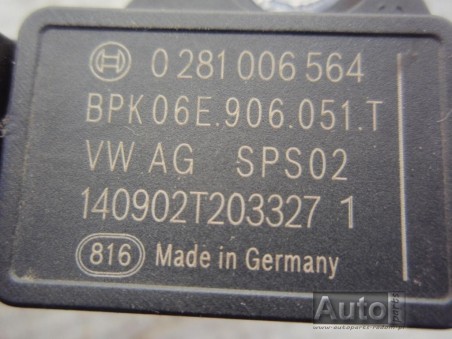 0 281 006 564
BPK 06E.906.051.T
VW AG SPS02
140902T203327 1
816 Made in Germany
Auto